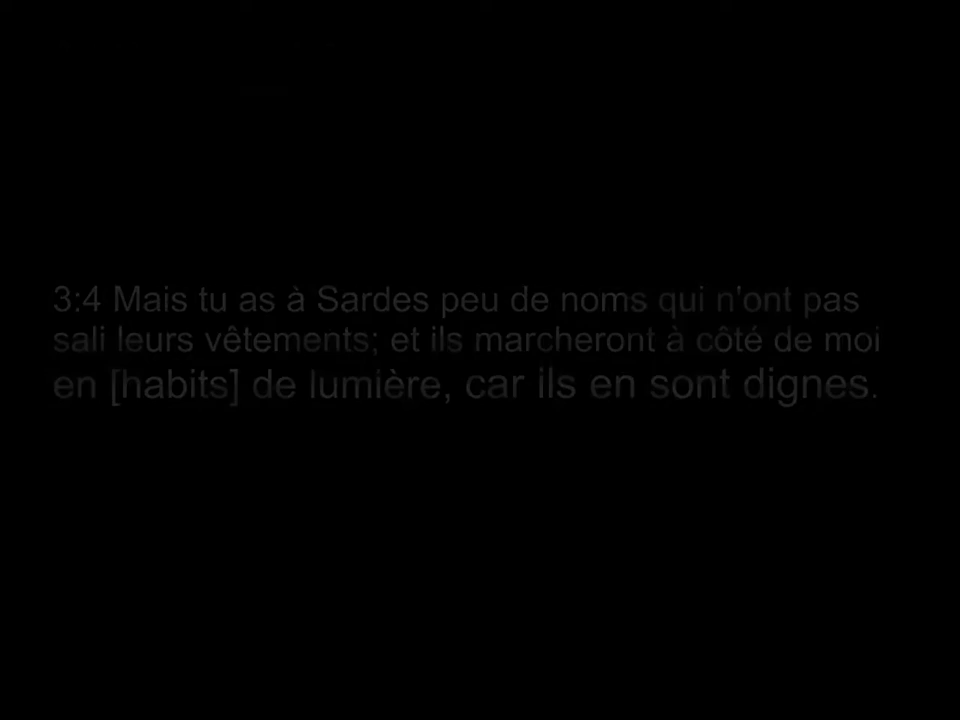 3:4 Mais tu as à Sardes peu de noms qui n'ont pas
sali leurs vêtements; et ils marcheront à côté de moi
en [habits] de lumière, car ils en sont dignes.